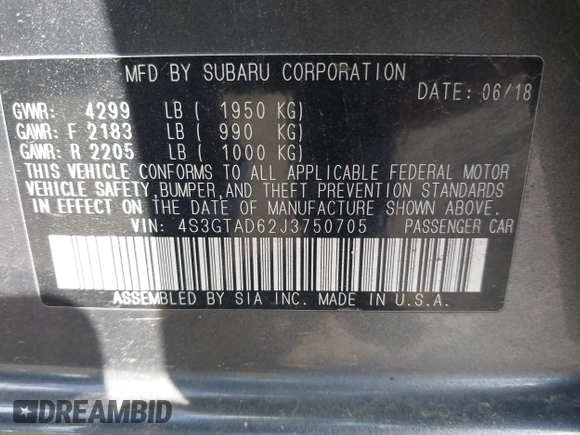 MFD BY SUBARU CORPORATION
DATE: 06/18
GVWR: 4299 LB ( 1950 KG)
GAWR: F 2183 LB ( 990 KG)
GAWR: R 2205 LB ( 1000 KG)
THIS VEHICLE CONFORMS TO ALL APPLICABLE FEDERAL MOTOR
VEHICLE SAFETY,BUMPER,AND THEFT PREVENTION STANDARDS
IN EFFECT ON THE DATE OF MANUFACTURE SHOWN ABOVE.
VIN: 4S3GTAD62J3750705 PASSENGER CAR
ASSEMBLED BY SIA INC. MADE IN U.S.A.
DREAMBID